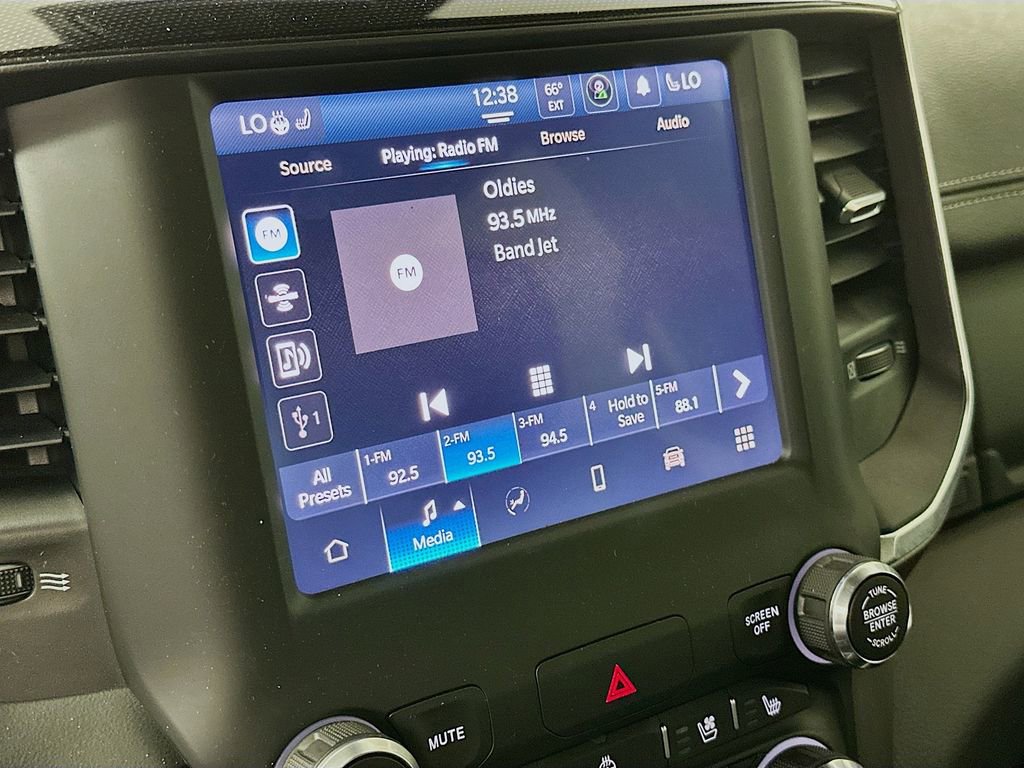 LO
12:38
66°
EXT
LO
Source
Playing: Radio FM
Browse
Audio
Oldies
93.5 MHz
Band Jet
FM
FM
1
All
Presets
1-FM
92.5
2-FM
93.5
3-FM
94.5
4
Hold to
Save
5-FM
88.1
Media
SCREEN
OFF
TUNE
BROWSE
ENTER
SCROLL
MUTE